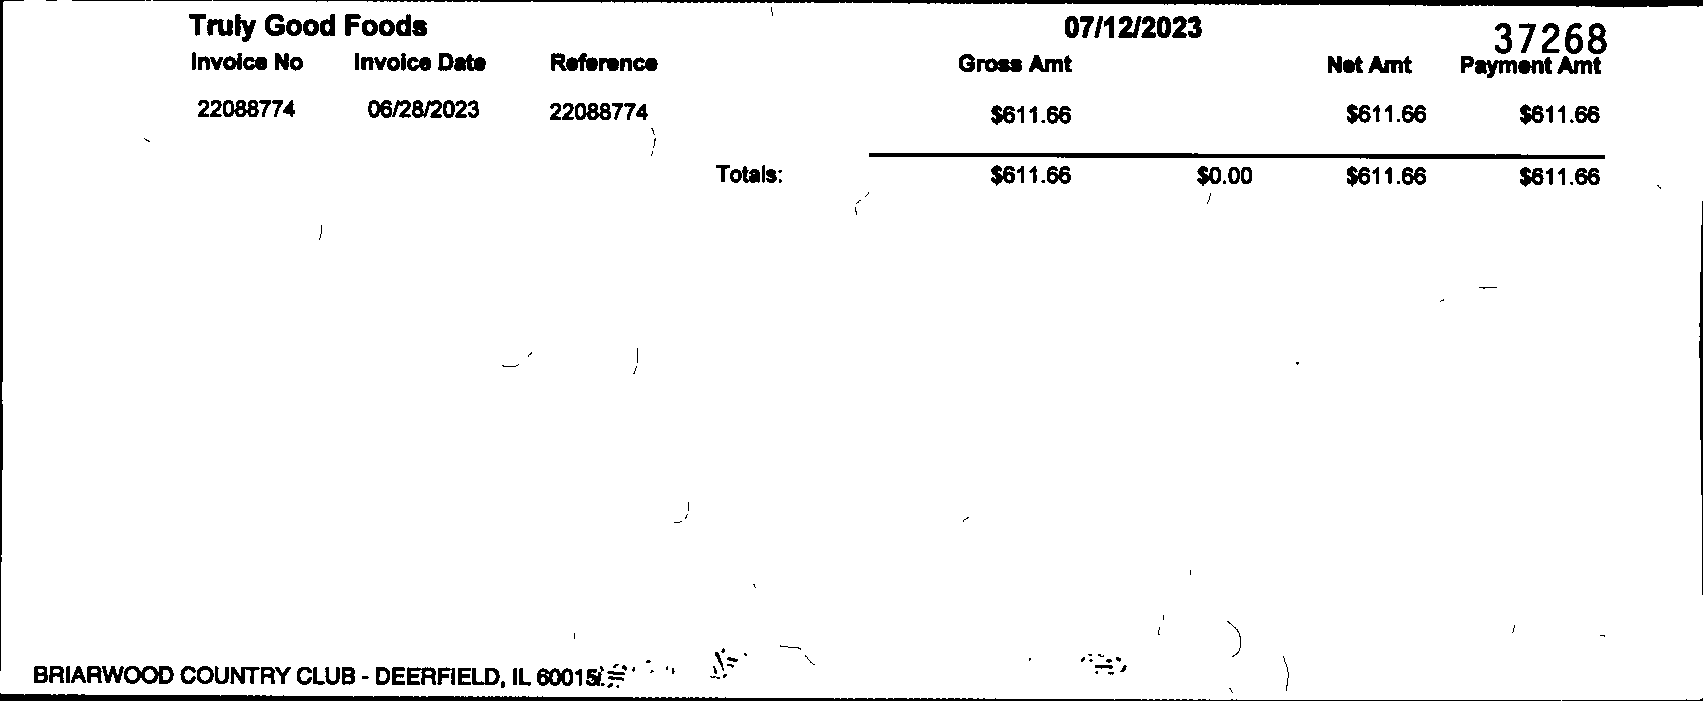 Truly Good Foods 07/12/2023 37268
Invoice No Invoice Date Reference Gross Amt Net Amt Payment Amt
22088774 06/28/2023 22088774 $611.66 $611.66 $611.66
Totals: $611.66 $0.00 $611.66 $611.66
BRIARWOOD COUNTRY CLUB - DEERFIELD, IL 60015